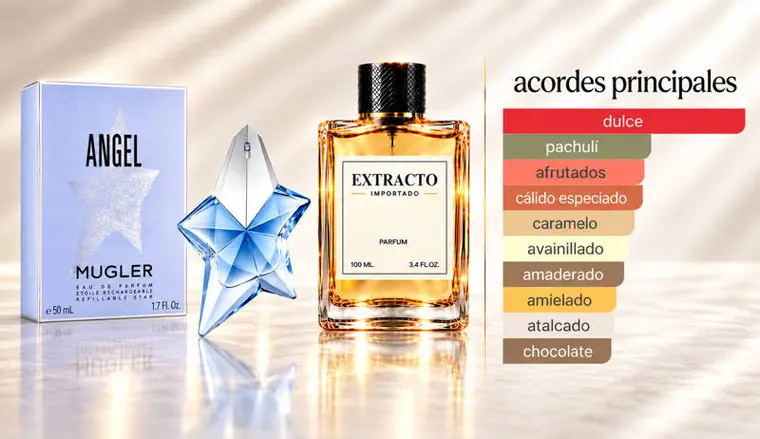 ANGEL
MUGLER
EAU DE PARFUM
ETOILE RECHARGEABLE
REFILLABLE STAR
e 50 mL 1.7 Fl. Oz.
EXTRACTO
IMPORTADO
PARFUM
100 ML. 3.4 FL.OZ.
acordes principales
dulce
pachulí
afrutados
cálido especiado
caramelo
avainillado
amaderado
amielado
atalcado
chocolate